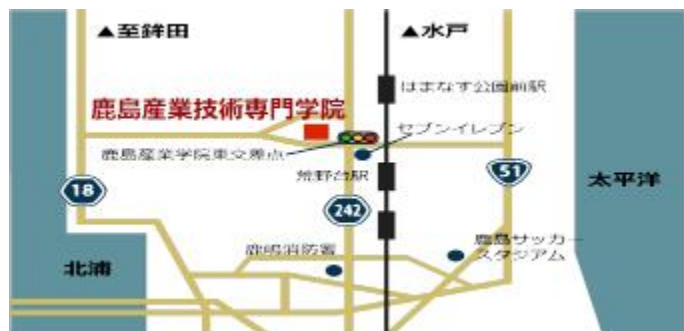 ▲至鉾田
▲水戸
はまなす公園前駅
鹿島産業技術専門学院
セブンイレブン
鹿島産業学院東交差点
荒野台駅
51
太平洋
18
242
鹿嶋消防署
鹿島サッカー
スタジアム
北浦